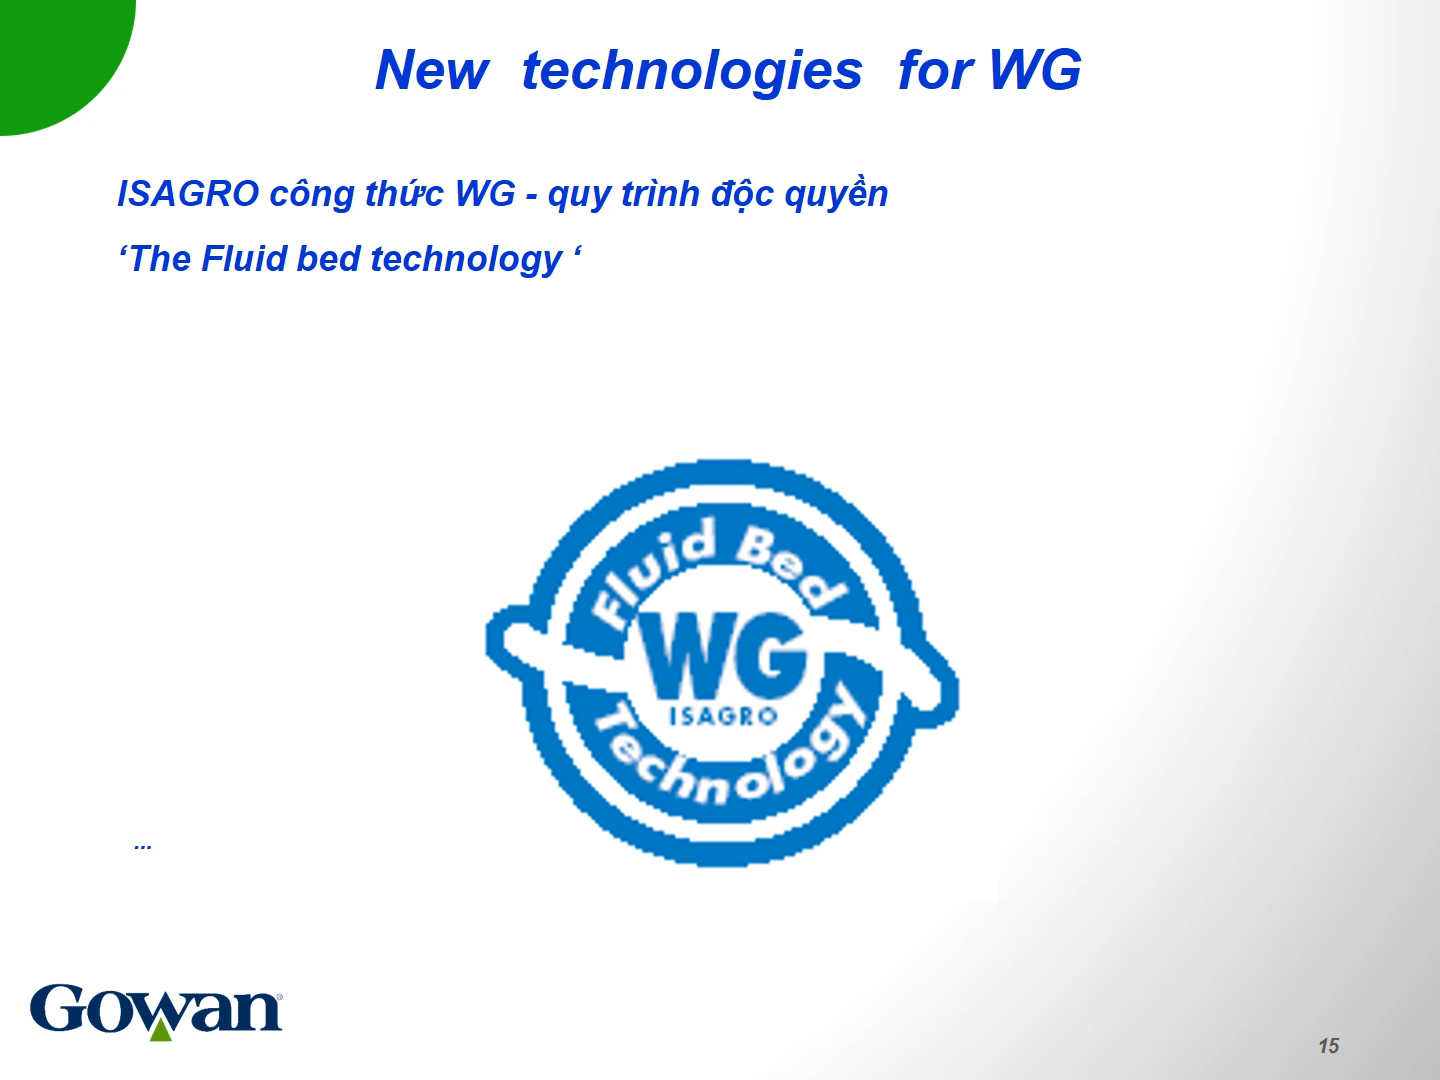 New technologies for WG
ISAGRO công thức WG - quy trình độc quyền
‘The Fluid bed technology ‘
Fluid Bed
WG
ISAGRO
Technology
...
Gowan®
15